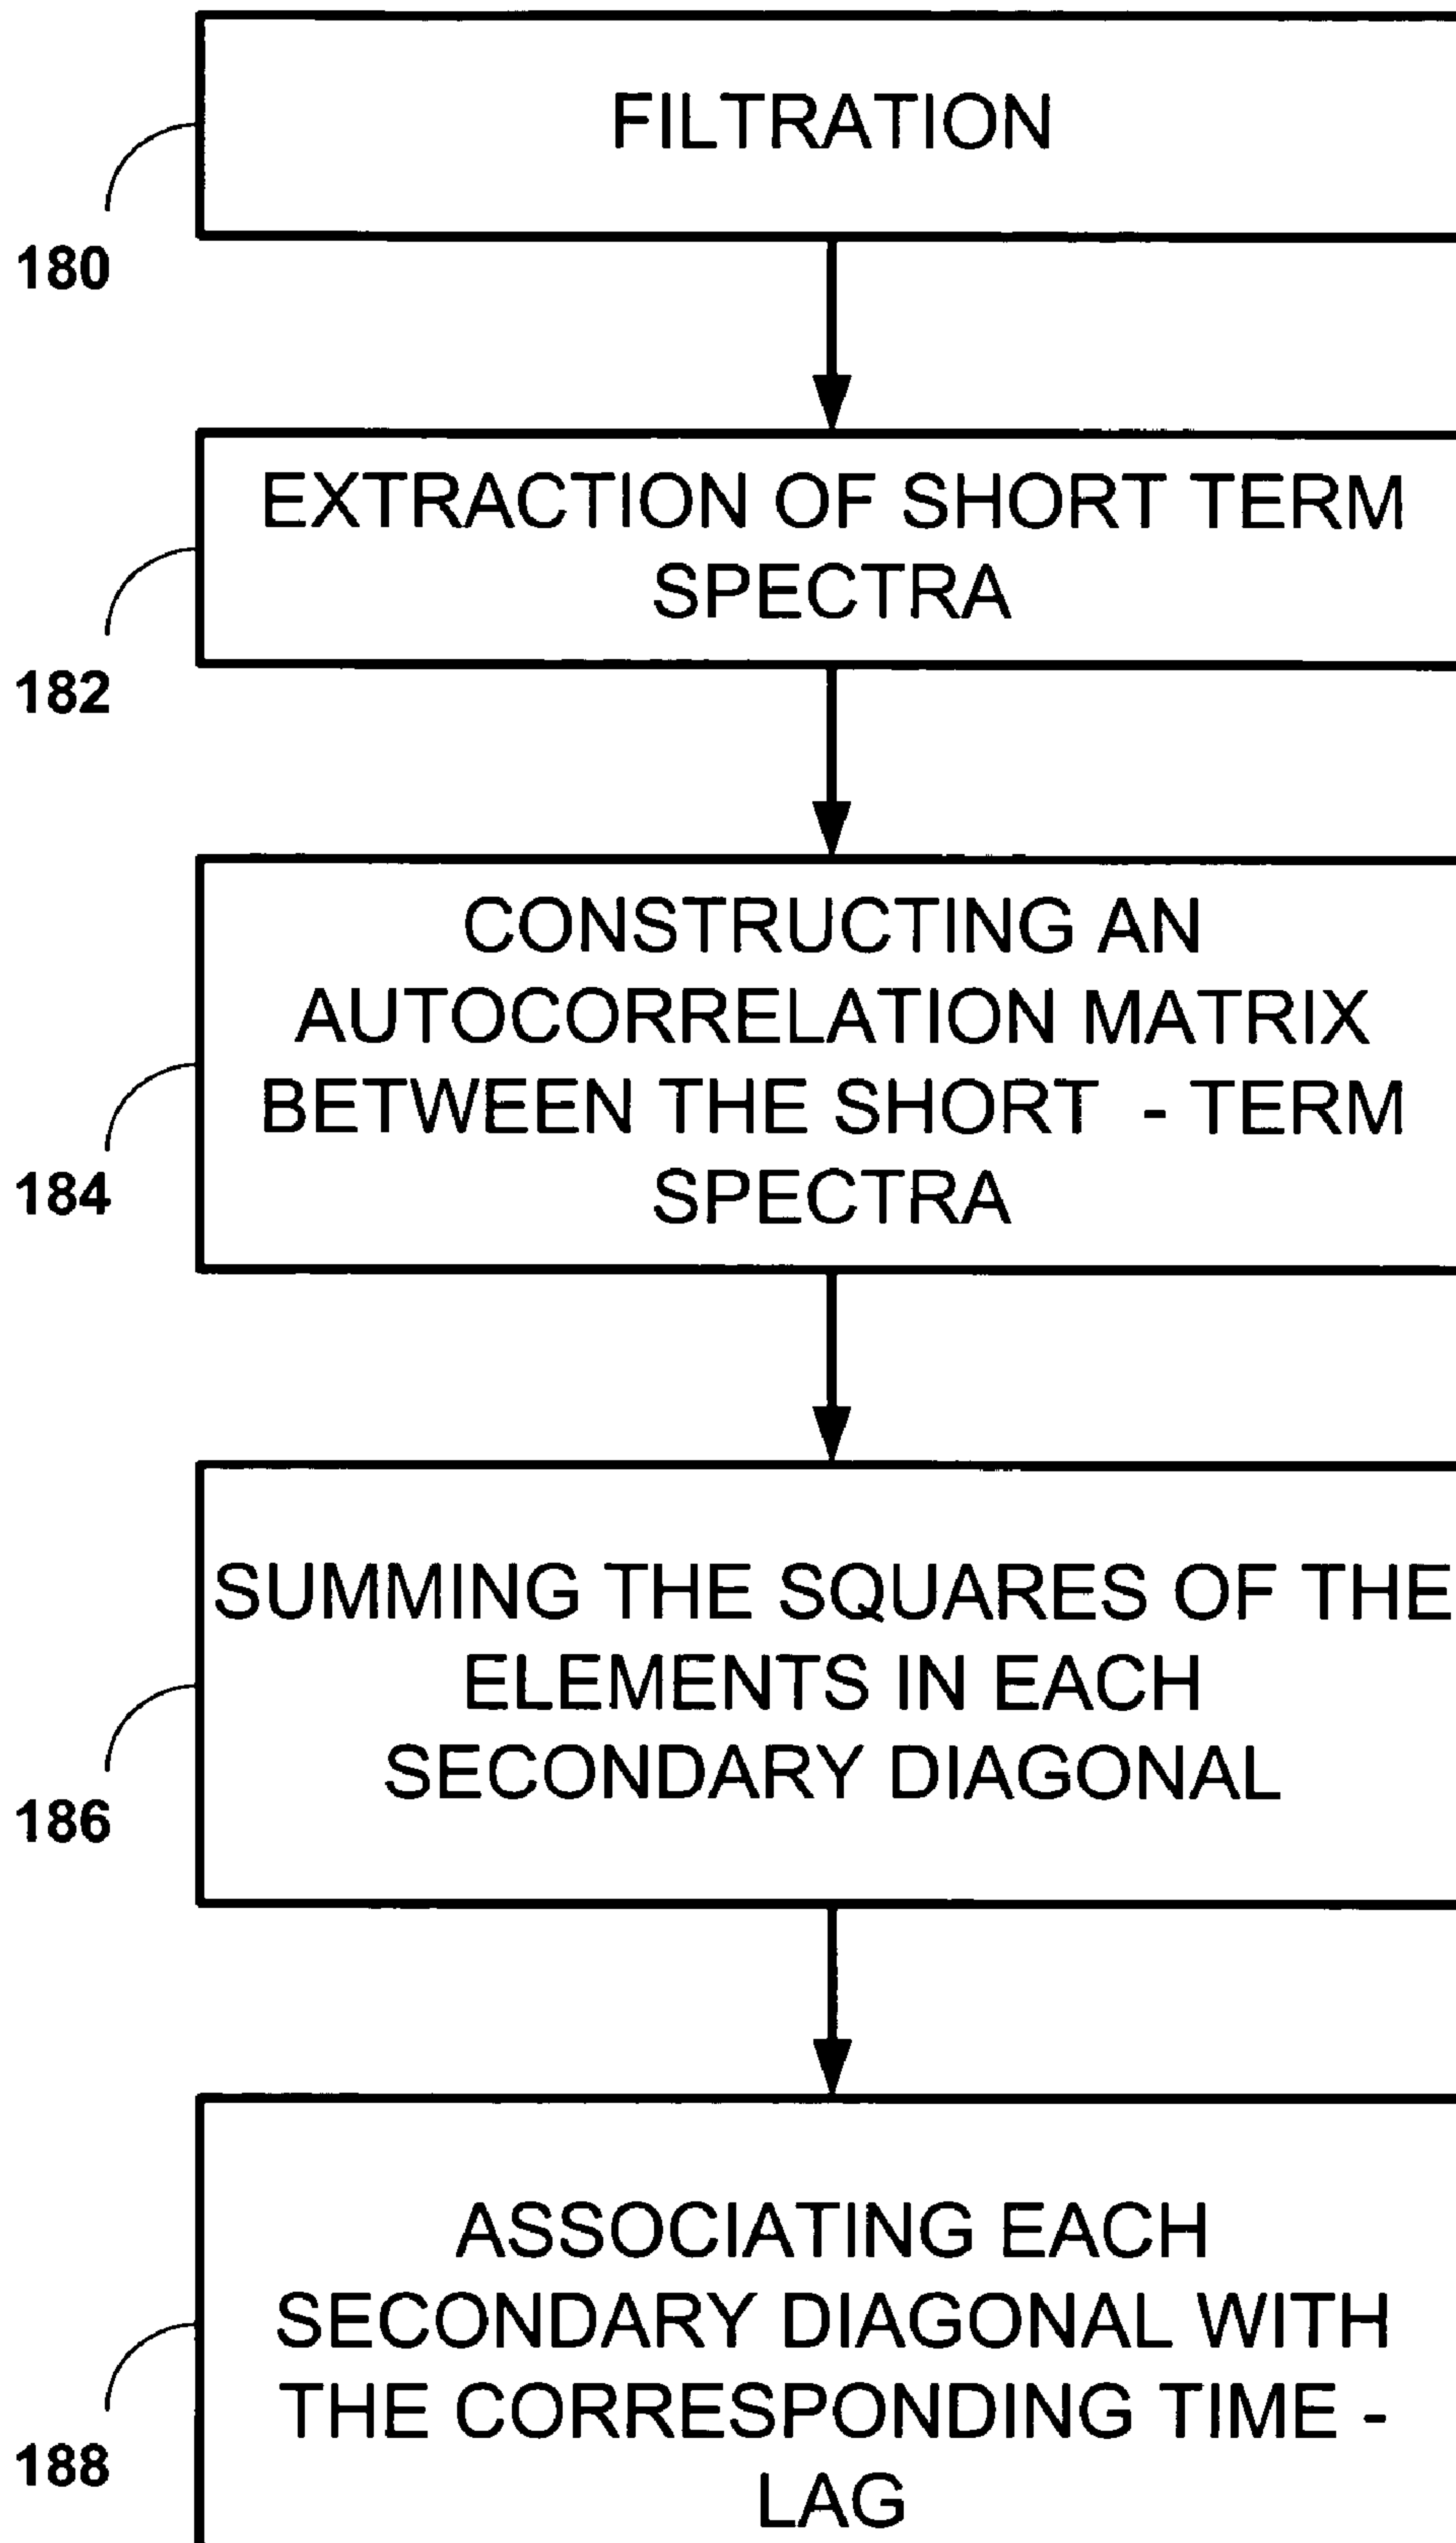 FILTRATION
180
EXTRACTION OF SHORT TERM
SPECTRA
182
CONSTRUCTING AN
AUTOCORRELATION MATRIX
BETWEEN THE SHORT - TERM
SPECTRA
184
SUMMING THE SQUARES OF THE
ELEMENTS IN EACH
SECONDARY DIAGONAL
186
ASSOCIATING EACH
SECONDARY DIAGONAL WITH
THE CORRESPONDING TIME -
LAG
188